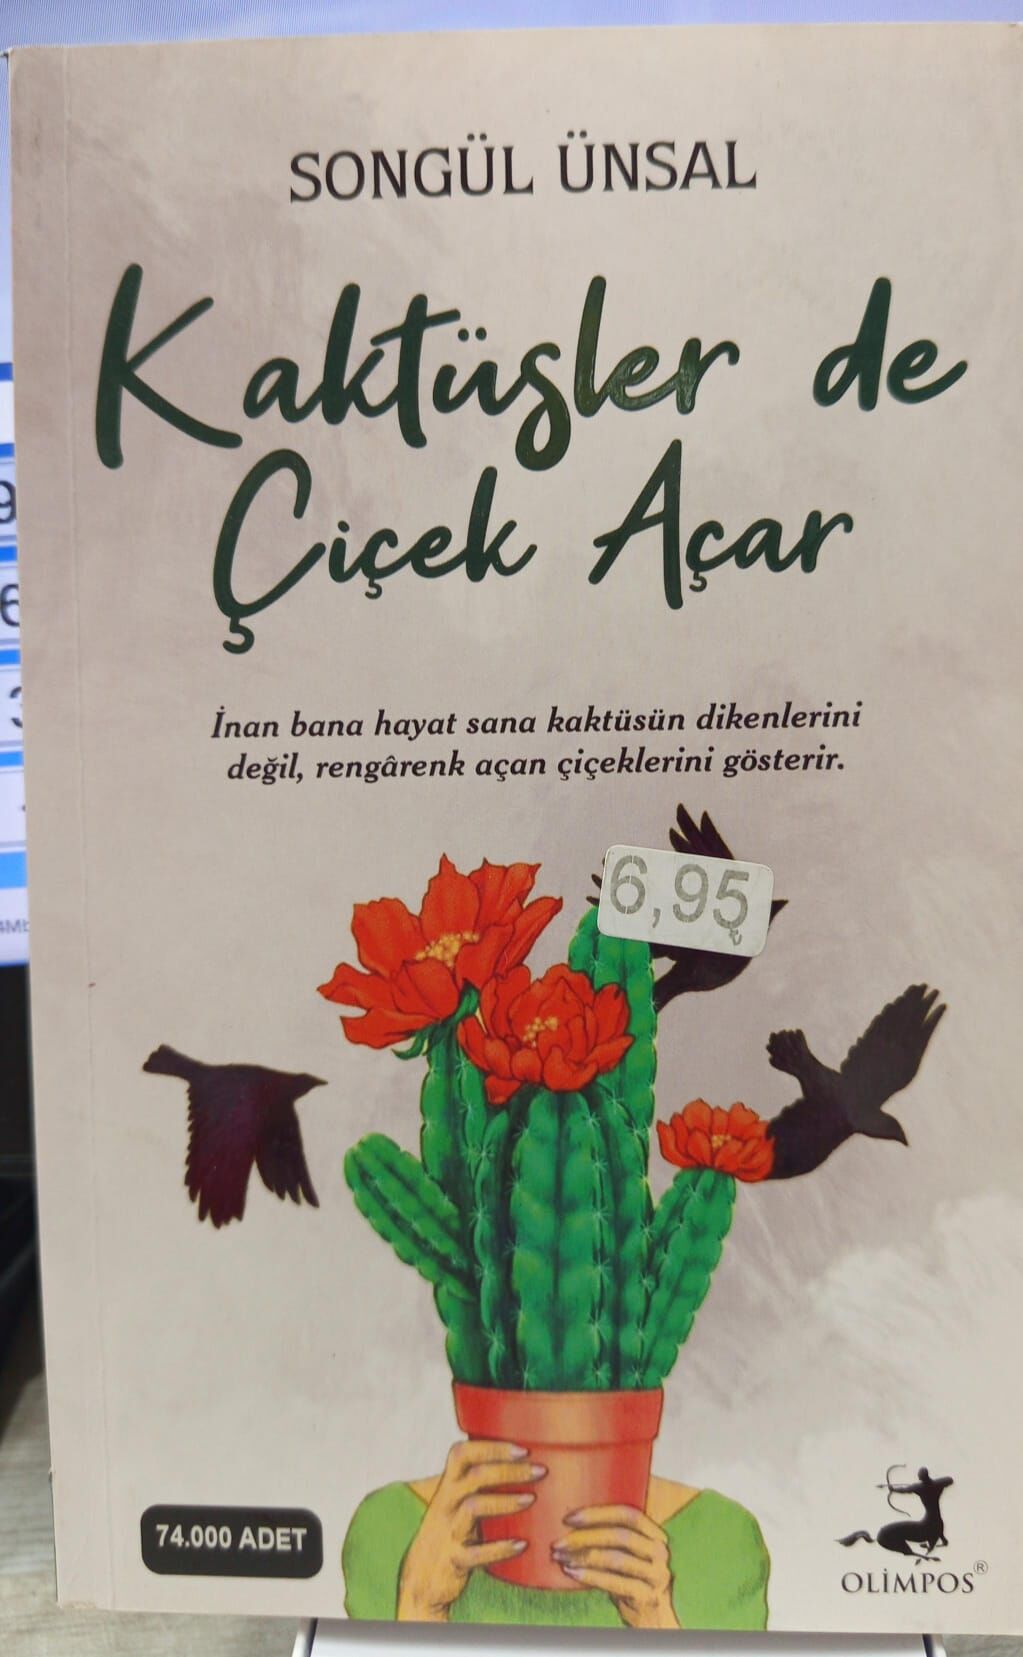 SONGÜL ÜNSAL
Kaktüsler de
Çiçek Açar
İnan bana hayat sana kaktüsün dikenlerini
değil, rengârenk açan çiçeklerini gösterir.
6,95
74.000 ADET
OLİMPOS®